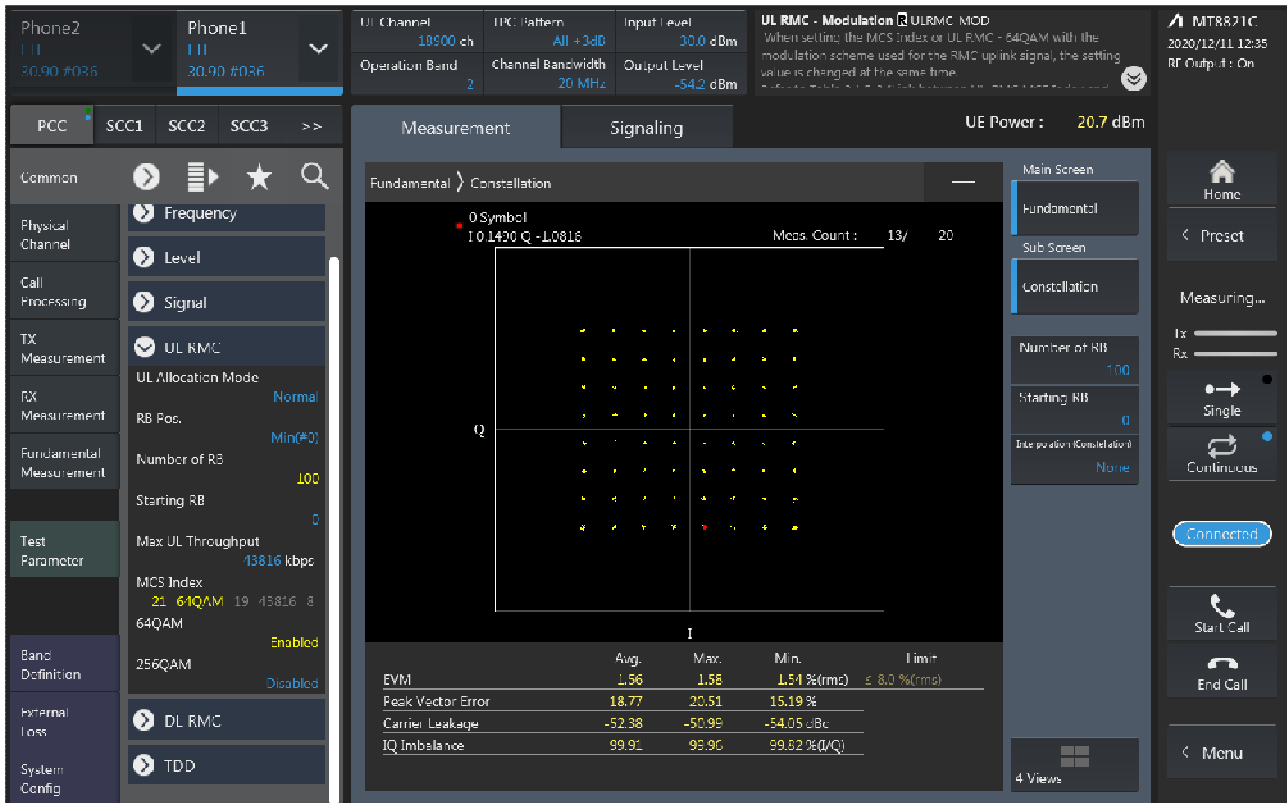 Phone2
LTE
30.90 #036
Phone1
LTE
30.90 #036
UL Channel
18900 ch
TPC Pattern
All +3dB
Input Level
30.0 dBm
Operation Band
2
Channel Bandwidth
20 MHz
Output Level
-54.2 dBm
UL RMC - Modulation R ULRMC_MOD
When setting the MCS Index or UL RMC - 64QAM with the
modulation scheme used for the RMC uplink signal, the setting
value is changed at the same time.
MT8821C
2020/12/11 12:35
RF Output : On
PCC
SCC1
SCC2
SCC3
>>
Measurement
Signaling
UE Power : 20.7 dBm
Common
Physical
Channel
Call
Processing
TX
Measurement
RX
Measurement
Fundamental
Measurement
Test
Parameter
Band
Definition
External
Loss
System
Config
Frequency
Level
Signal
UL RMC
UL Allocation Mode
Normal
RB Pos.
Min(#0)
Number of RB
100
Starting RB
0
Max UL Throughput
43816 kbps
MCS Index
21 64QAM 19 43816 8
64QAM
Enabled
256QAM
Disabled
DL RMC
TDD
Fundamental > Constellation
0 Symbol
I 0.1490 Q -1.0816
Meas. Count : 13/ 20
Q
I
Avg. Max. Min. Limit
EVM 1.56 1.58 1.54 %(rms) ≤ 8.0 %(rms)
Peak Vector Error 18.77 20.51 15.19 %
Carrier Leakage -52.38 -50.99 -54.05 dBc
IQ Imbalance 99.91 99.96 99.82 %(I/Q)
Main Screen
Fundamental
Sub Screen
Constellation
Number of RB
100
Starting RB
0
Interpolation (Constellation)
None
4 Views
Home
< Preset
Measuring...
Tx
Rx
Single
Continuous
Connected
Start Call
End Call
< Menu